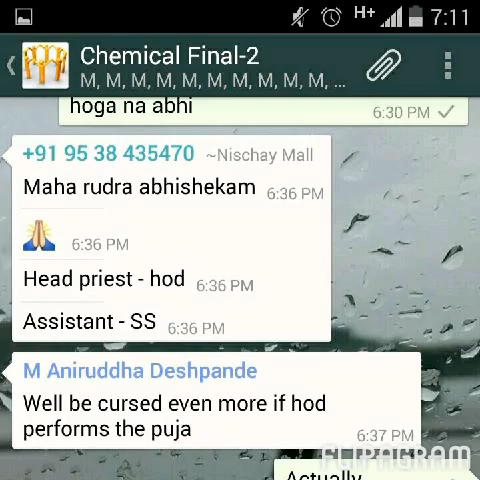 H+ 7:11
Chemical Final-2
M, M, M, M, M, M, M, M, M, M, ...
hoga na abhi
6:30 PM
+91 95 38 435470 ~Nischay Mall
Maha rudra abhishekam 6:36 PM
6:36 PM
Head priest - hod 6:36 PM
Assistant - SS 6:36 PM
M Aniruddha Deshpande
Well be cursed even more if hod
performs the puja
6:37 PM
FLIPAGRAM
Actually